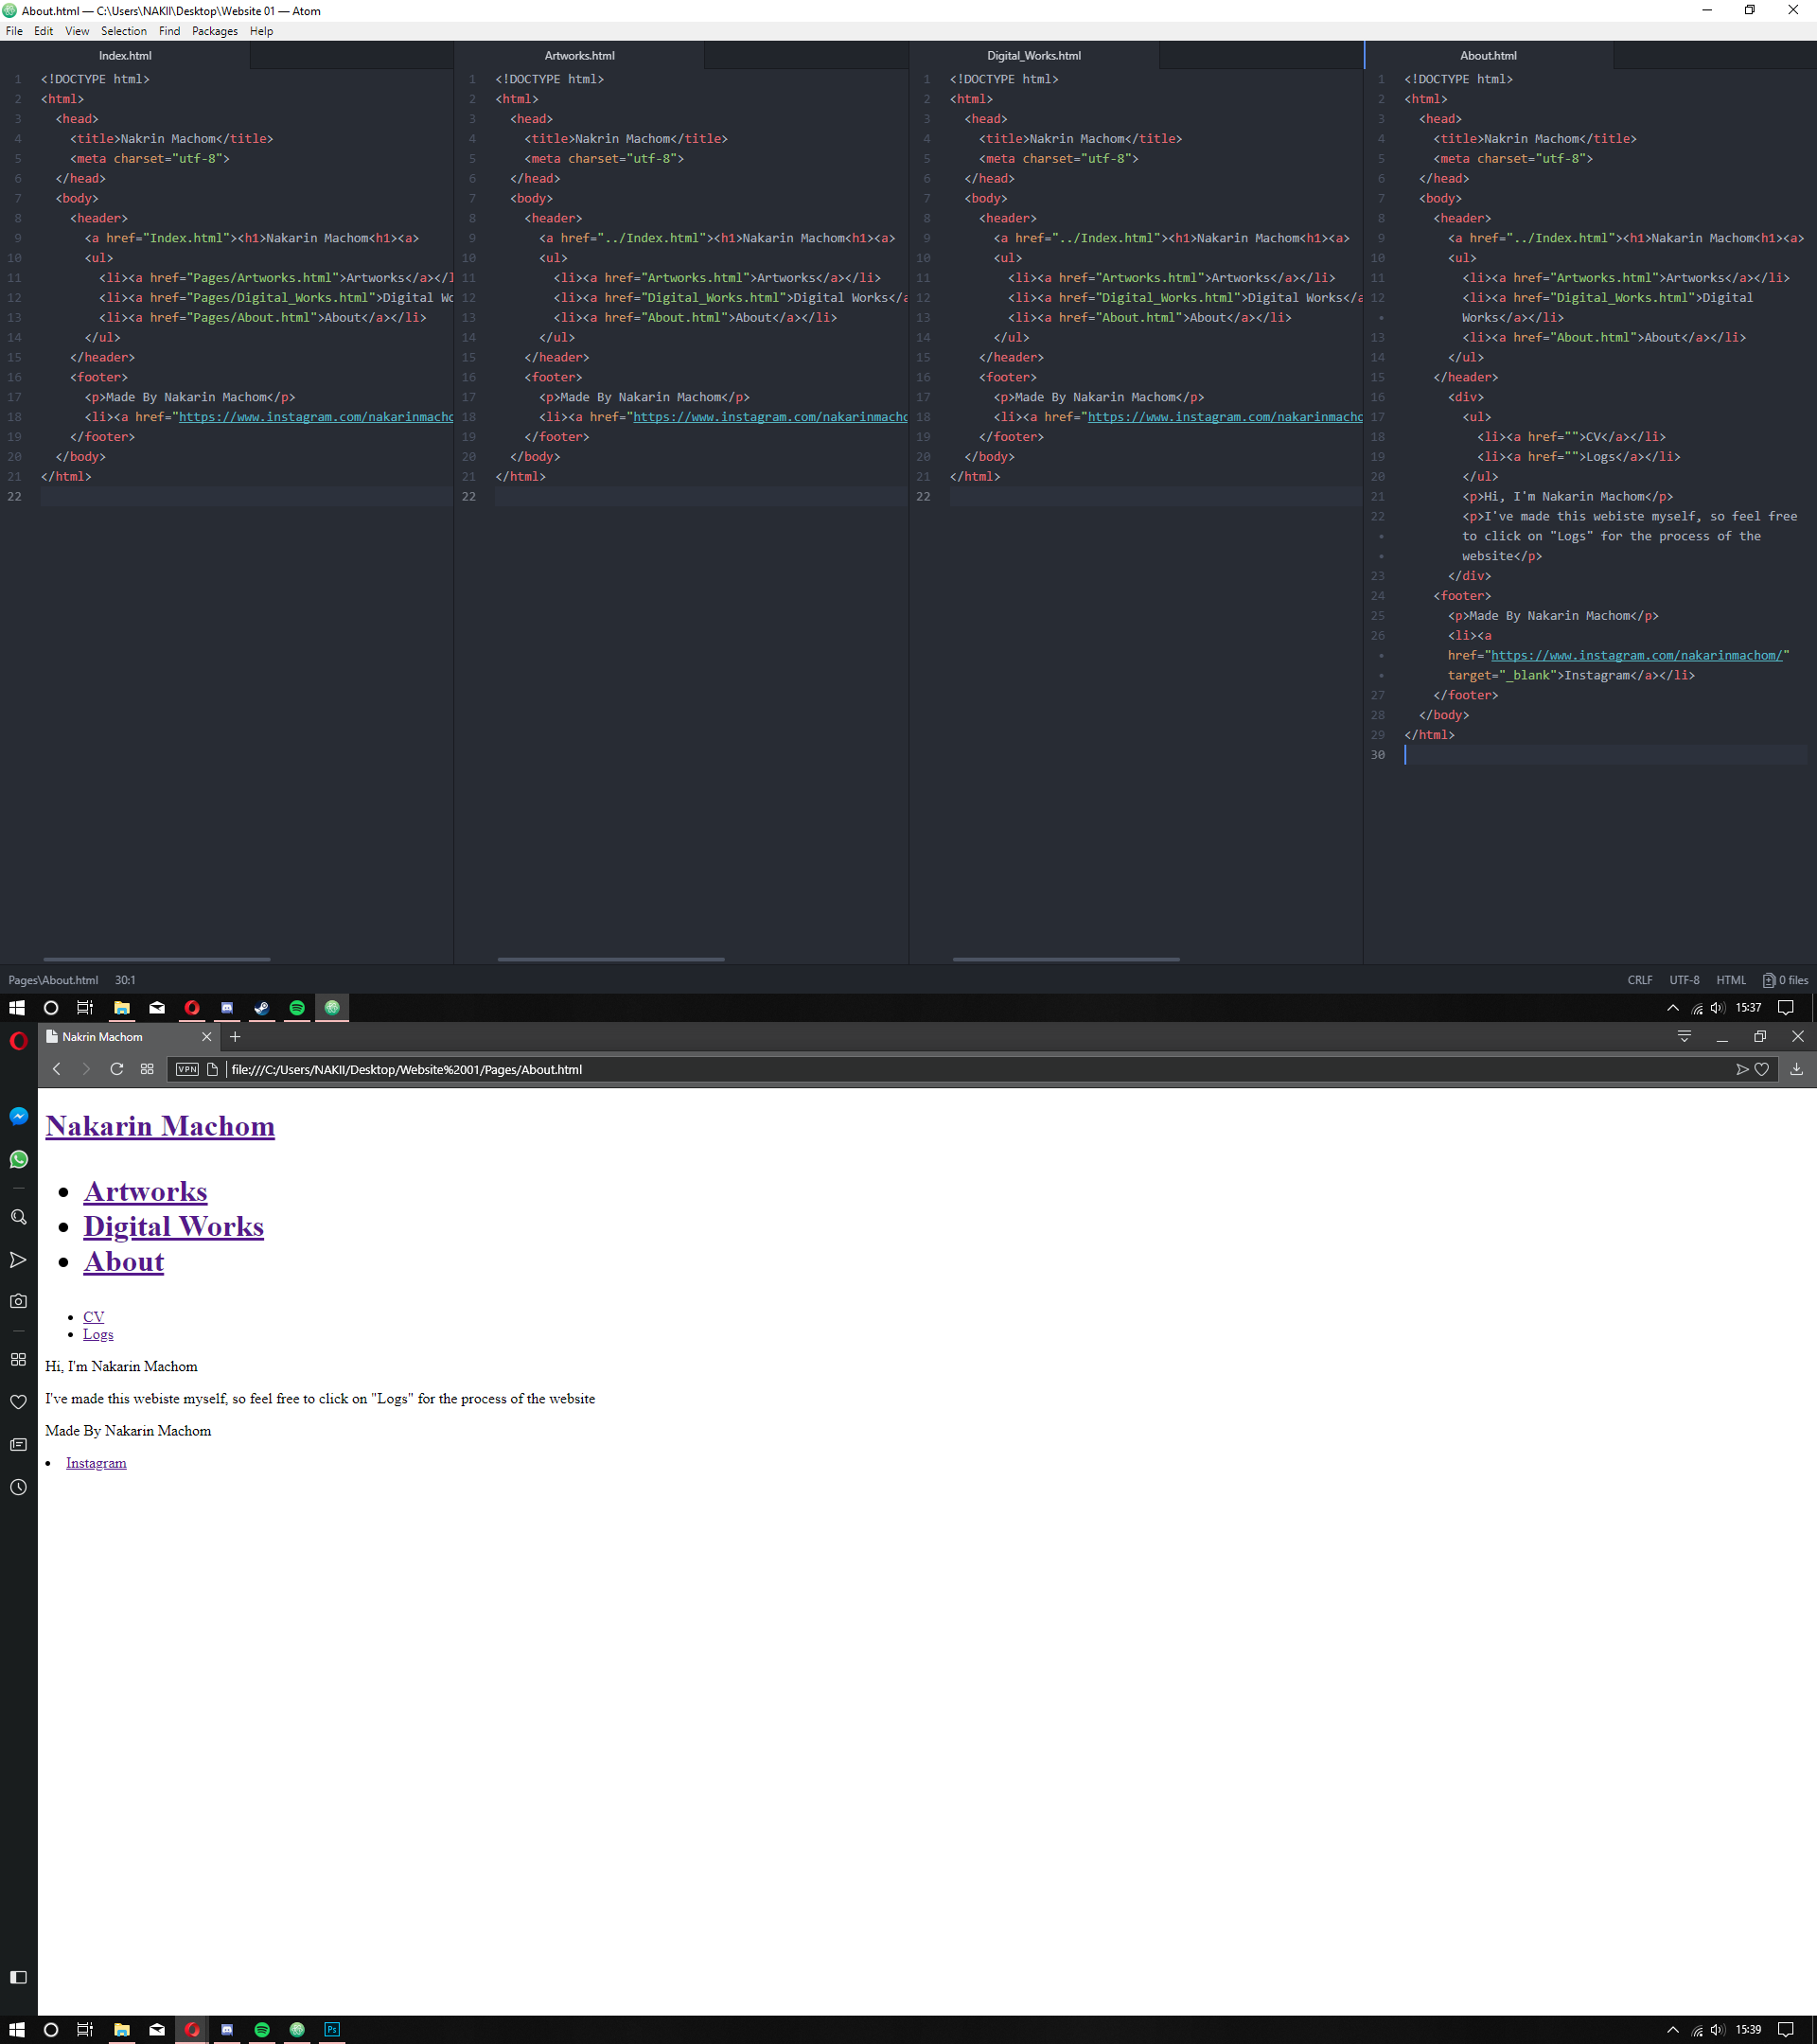 About.html — C:\Users\NAKII\Desktop\Website 01 — Atom
File Edit View Selection Find Packages Help
Index.html
1 <!DOCTYPE html>
2 <html>
3 <head>
4 <title>Nakrin Machom</title>
5 <meta charset="utf-8">
6 </head>
7 <body>
8 <header>
9 <a href="Index.html"><h1>Nakarin Machom<h1><a>
10 <ul>
11 <li><a href="Pages/Artworks.html">Artworks</a></l
12 <li><a href="Pages/Digital_Works.html">Digital Wo
13 <li><a href="Pages/About.html">About</a></li>
14 </ul>
15 </header>
16 <footer>
17 <p>Made By Nakarin Machom</p>
18 <li><a href="https://www.instagram.com/nakarinmacho
19 </footer>
20 </body>
21 </html>
22
Artworks.html
1 <!DOCTYPE html>
2 <html>
3 <head>
4 <title>Nakrin Machom</title>
5 <meta charset="utf-8">
6 </head>
7 <body>
8 <header>
9 <a href="../Index.html"><h1>Nakarin Machom<h1><a>
10 <ul>
11 <li><a href="Artworks.html">Artworks</a></li>
12 <li><a href="Digital_Works.html">Digital Works</a
13 <li><a href="About.html">About</a></li>
14 </ul>
15 </header>
16 <footer>
17 <p>Made By Nakarin Machom</p>
18 <li><a href="https://www.instagram.com/nakarinmacho
19 </footer>
20 </body>
21 </html>
22
Digital_Works.html
1 <!DOCTYPE html>
2 <html>
3 <head>
4 <title>Nakrin Machom</title>
5 <meta charset="utf-8">
6 </head>
7 <body>
8 <header>
9 <a href="../Index.html"><h1>Nakarin Machom<h1><a>
10 <ul>
11 <li><a href="Artworks.html">Artworks</a></li>
12 <li><a href="Digital_Works.html">Digital Works</a
13 <li><a href="About.html">About</a></li>
14 </ul>
15 </header>
16 <footer>
17 <p>Made By Nakarin Machom</p>
18 <li><a href="https://www.instagram.com/nakarinmacho
19 </footer>
20 </body>
21 </html>
22
About.html
1 <!DOCTYPE html>
2 <html>
3 <head>
4 <title>Nakrin Machom</title>
5 <meta charset="utf-8">
6 </head>
7 <body>
8 <header>
9 <a href="../Index.html"><h1>Nakarin Machom<h1><a>
10 <ul>
11 <li><a href="Artworks.html">Artworks</a></li>
12 <li><a href="Digital_Works.html">Digital
• Works</a></li>
13 <li><a href="About.html">About</a></li>
14 </ul>
15 </header>
16 <div>
17 <ul>
18 <li><a href="">CV</a></li>
19 <li><a href="">Logs</a></li>
20 </ul>
21 <p>Hi, I'm Nakarin Machom</p>
22 <p>I've made this webiste myself, so feel free
• to click on "Logs" for the process of the
• website</p>
23 </div>
24 <footer>
25 <p>Made By Nakarin Machom</p>
26 <li><a
• href="https://www.instagram.com/nakarinmachom/"
• target="_blank">Instagram</a></li>
27 </footer>
28 </body>
29 </html>
30
Pages\About.html 30:1 CRLF UTF-8 HTML 0 files
15:37
Nakrin Machom
VPN file:///C:/Users/NAKII/Desktop/Website%2001/Pages/About.html
Nakarin Machom
• Artworks
• Digital Works
• About
• CV
• Logs
Hi, I'm Nakarin Machom
I've made this webiste myself, so feel free to click on "Logs" for the process of the website
Made By Nakarin Machom
• Instagram
Ps 15:39